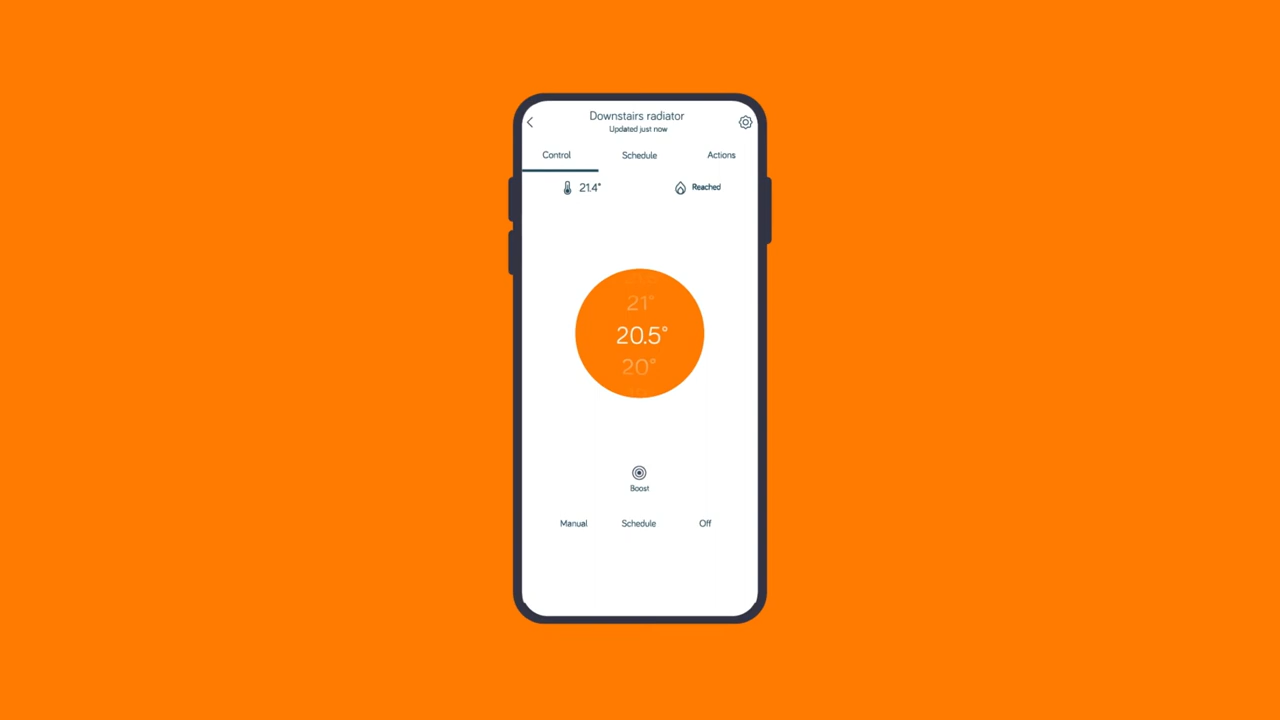 Downstairs radiator
Updated just now
Control Schedule Actions
21.4° Reached
21°
20.5°
20°
Boost
Manual Schedule Off